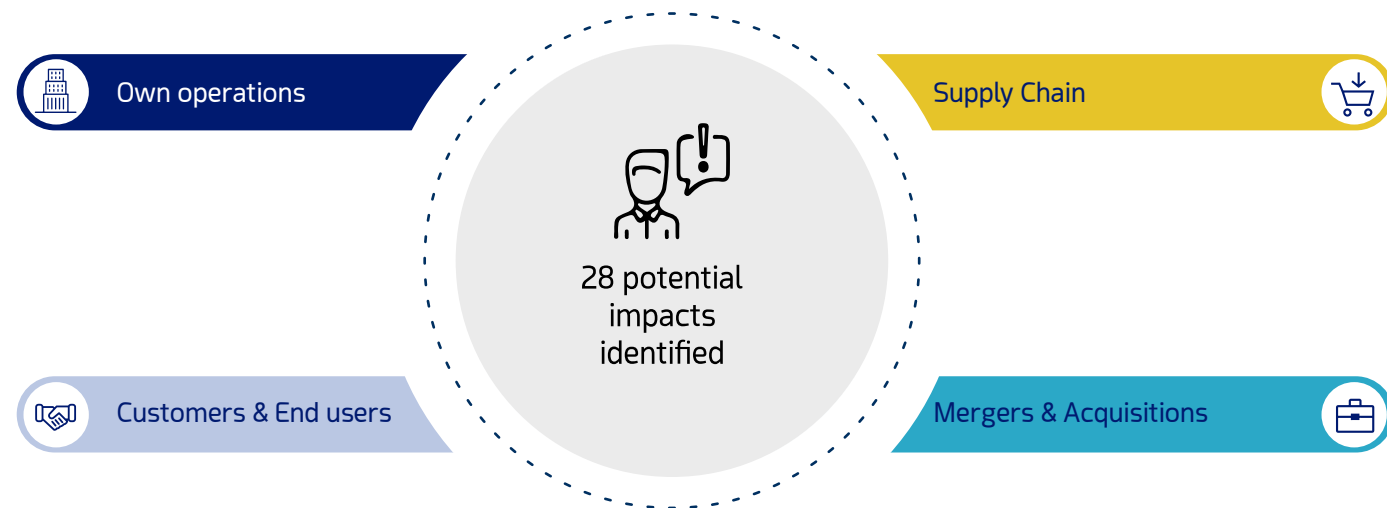 Own operations
Supply Chain
28 potential
impacts
identified
Customers & End users
Mergers & Acquisitions